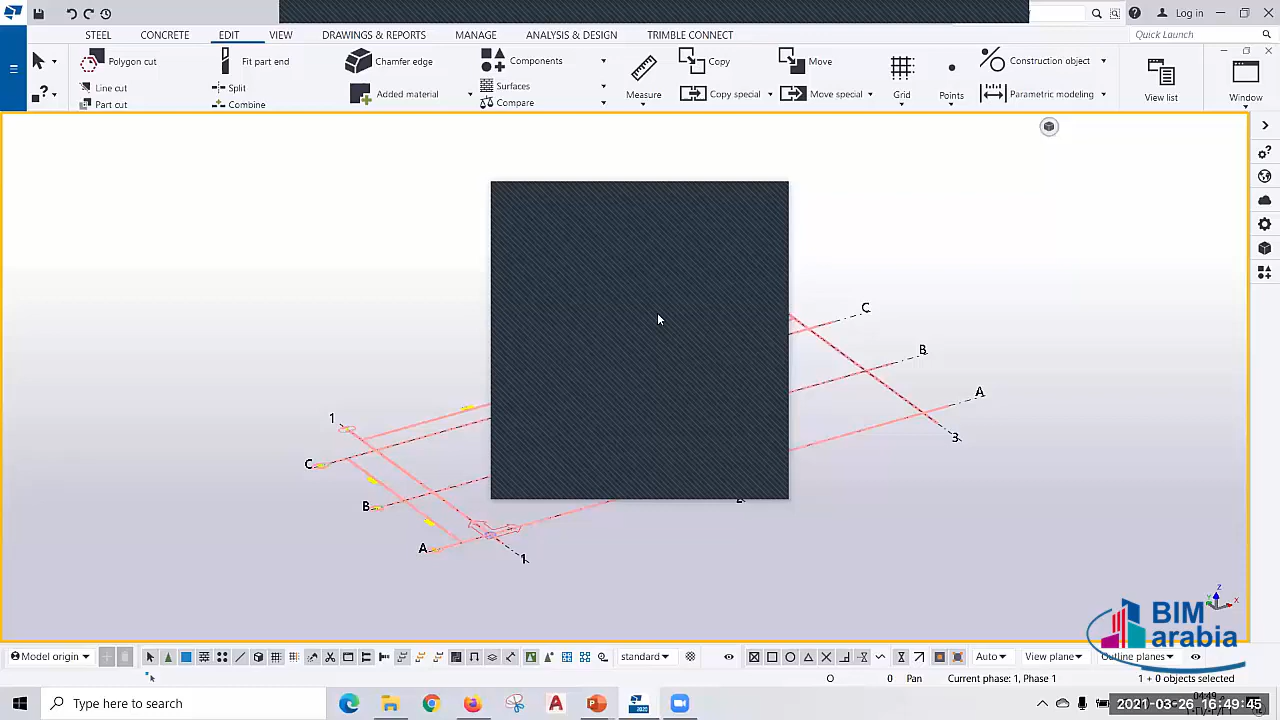 Log in
STEEL CONCRETE EDIT VIEW DRAWINGS & REPORTS MANAGE ANALYSIS & DESIGN TRIMBLE CONNECT Quick Launch
Polygon cut Fit part end Chamfer edge Components Copy Move Construction object
Line cut Split Added material Surfaces Measure Copy special Move special Grid Points Parametric modeling View list Window
Part cut Combine Compare
C
B
A
1
3
C
B
A
1
Z
X
BIM
arabia
Model origin standard Auto View plane Outline planes
O 0 Pan Current phase: 1, Phase 1 1 + 0 objects selected
Type here to search
2021-03-26 16:49:45